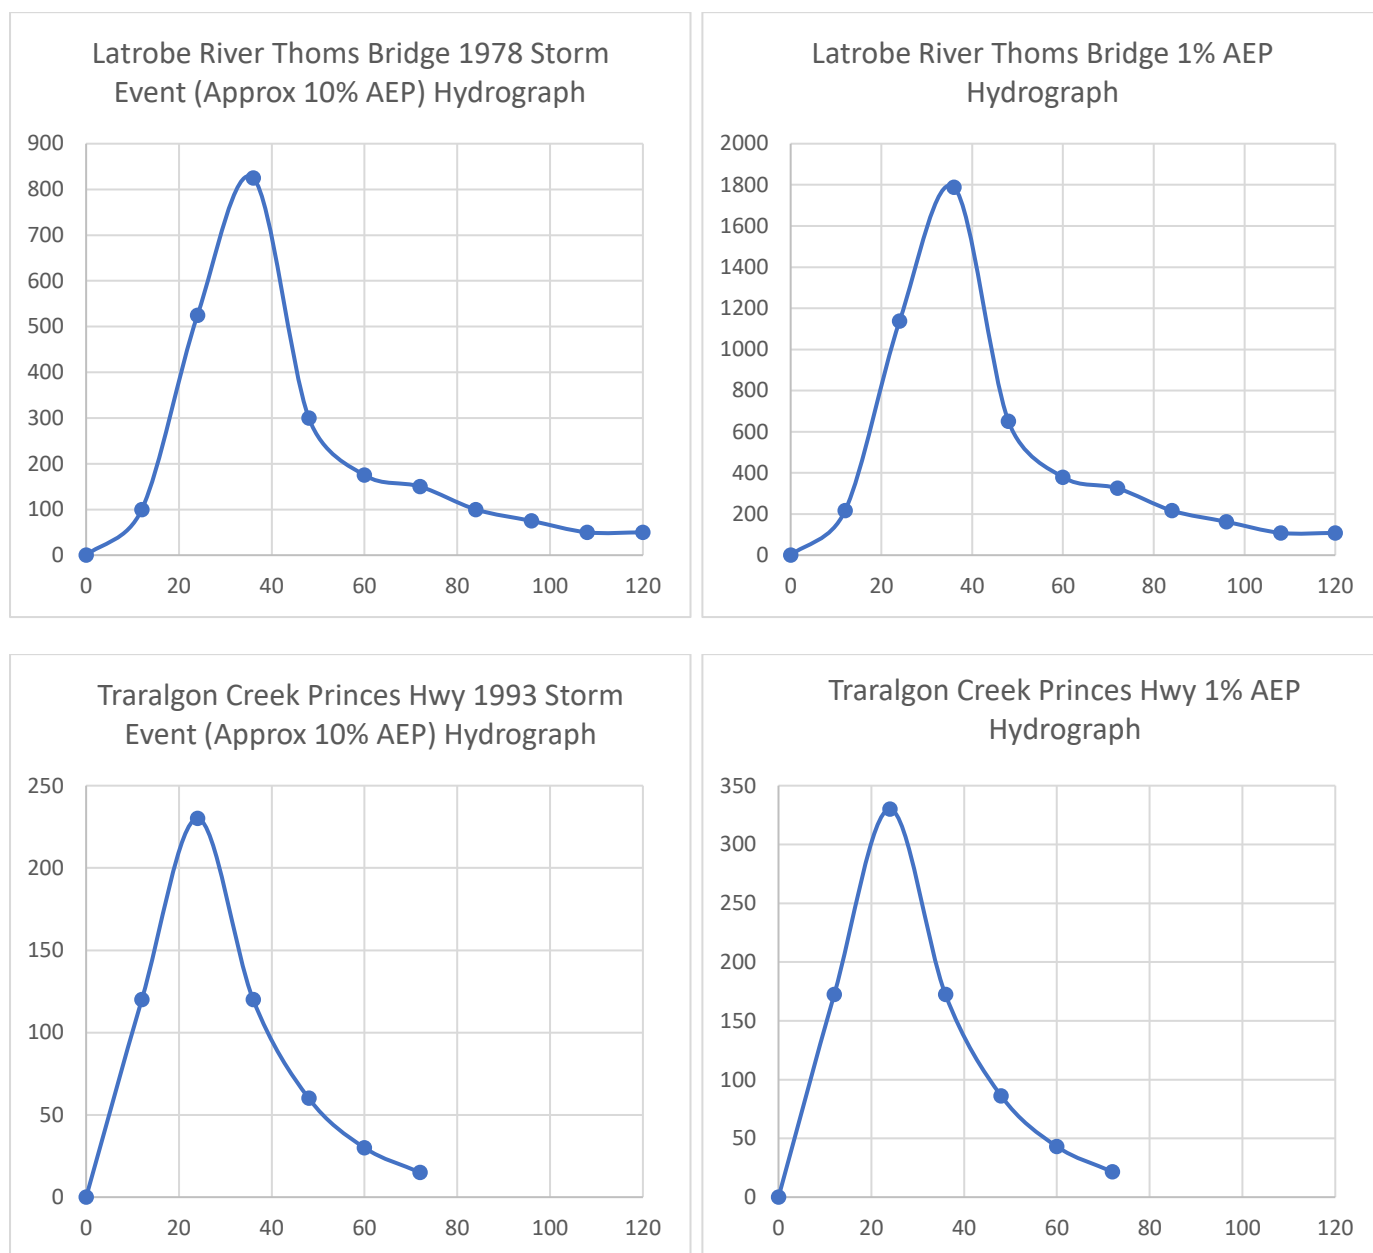 Latrobe River Thoms Bridge 1978 Storm
Event (Approx 10% AEP) Hydrograph
900
800
700
600
500
400
300
200
100
0
0 20 40 60 80 100 120
Latrobe River Thoms Bridge 1% AEP
Hydrograph
2000
1800
1600
1400
1200
1000
800
600
400
200
0
0 20 40 60 80 100 120
Traralgon Creek Princes Hwy 1993 Storm
Event (Approx 10% AEP) Hydrograph
250
200
150
100
50
0
0 20 40 60 80 100 120
Traralgon Creek Princes Hwy 1% AEP
Hydrograph
350
300
250
200
150
100
50
0
0 20 40 60 80 100 120